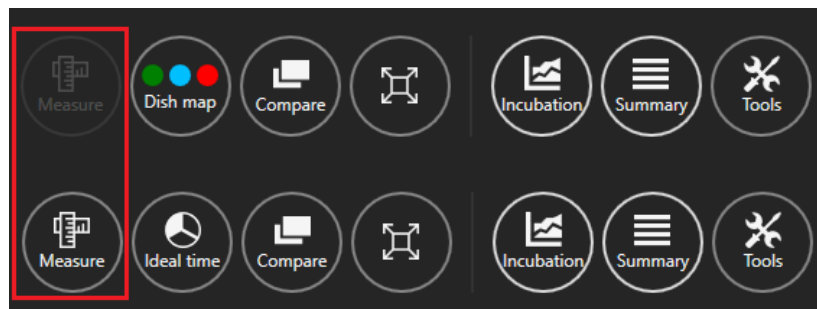 Measure Dish map Compare Incubation Summary Tools
Measure Ideal time Compare Incubation Summary Tools